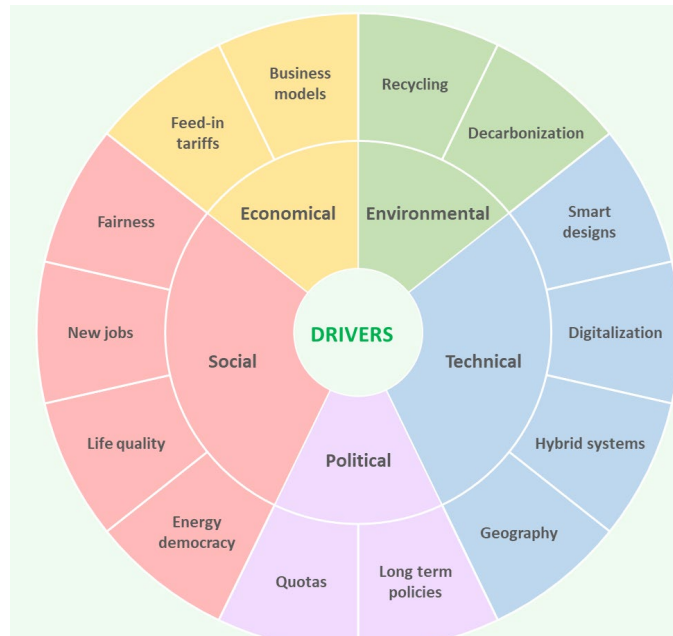 Business
models
Recycling
Feed-in
tariffs
Decarbonization
Economical
Environmental
Fairness
Smart
designs
New jobs
DRIVERS
Digitalization
Social
Technical
Life quality
Hybrid systems
Political
Energy
democracy
Geography
Quotas
Long term
policies